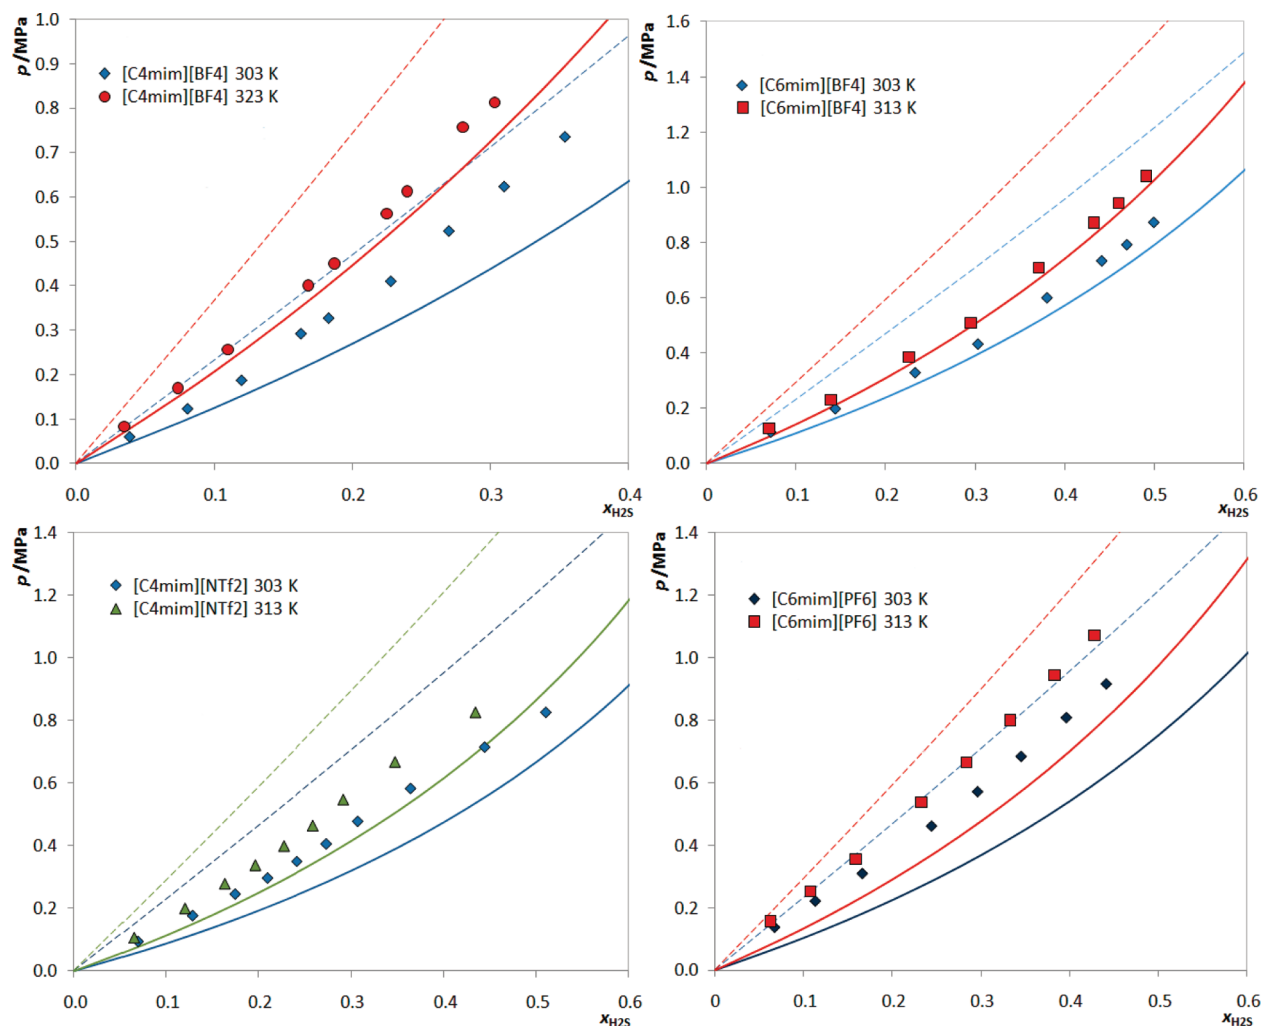 p /MPa
1.0
0.9
0.8
0.7
0.6
0.5
0.4
0.3
0.2
0.1
0.0
[C4mim][BF4] 303 K
[C4mim][BF4] 323 K
0.0 0.1 0.2 0.3 0.4
xH2S
p /MPa
1.6
1.4
1.2
1.0
0.8
0.6
0.4
0.2
0.0
[C6mim][BF4] 303 K
[C6mim][BF4] 313 K
0 0.1 0.2 0.3 0.4 0.5 0.6
xH2S
p /MPa
1.4
1.2
1.0
0.8
0.6
0.4
0.2
0.0
[C4mim][NTf2] 303 K
[C4mim][NTf2] 313 K
0.0 0.1 0.2 0.3 0.4 0.5 0.6
xH2S
p /MPa
1.4
1.2
1.0
0.8
0.6
0.4
0.2
0.0
[C6mim][PF6] 303 K
[C6mim][PF6] 313 K
0 0.1 0.2 0.3 0.4 0.5 0.6
xH2S